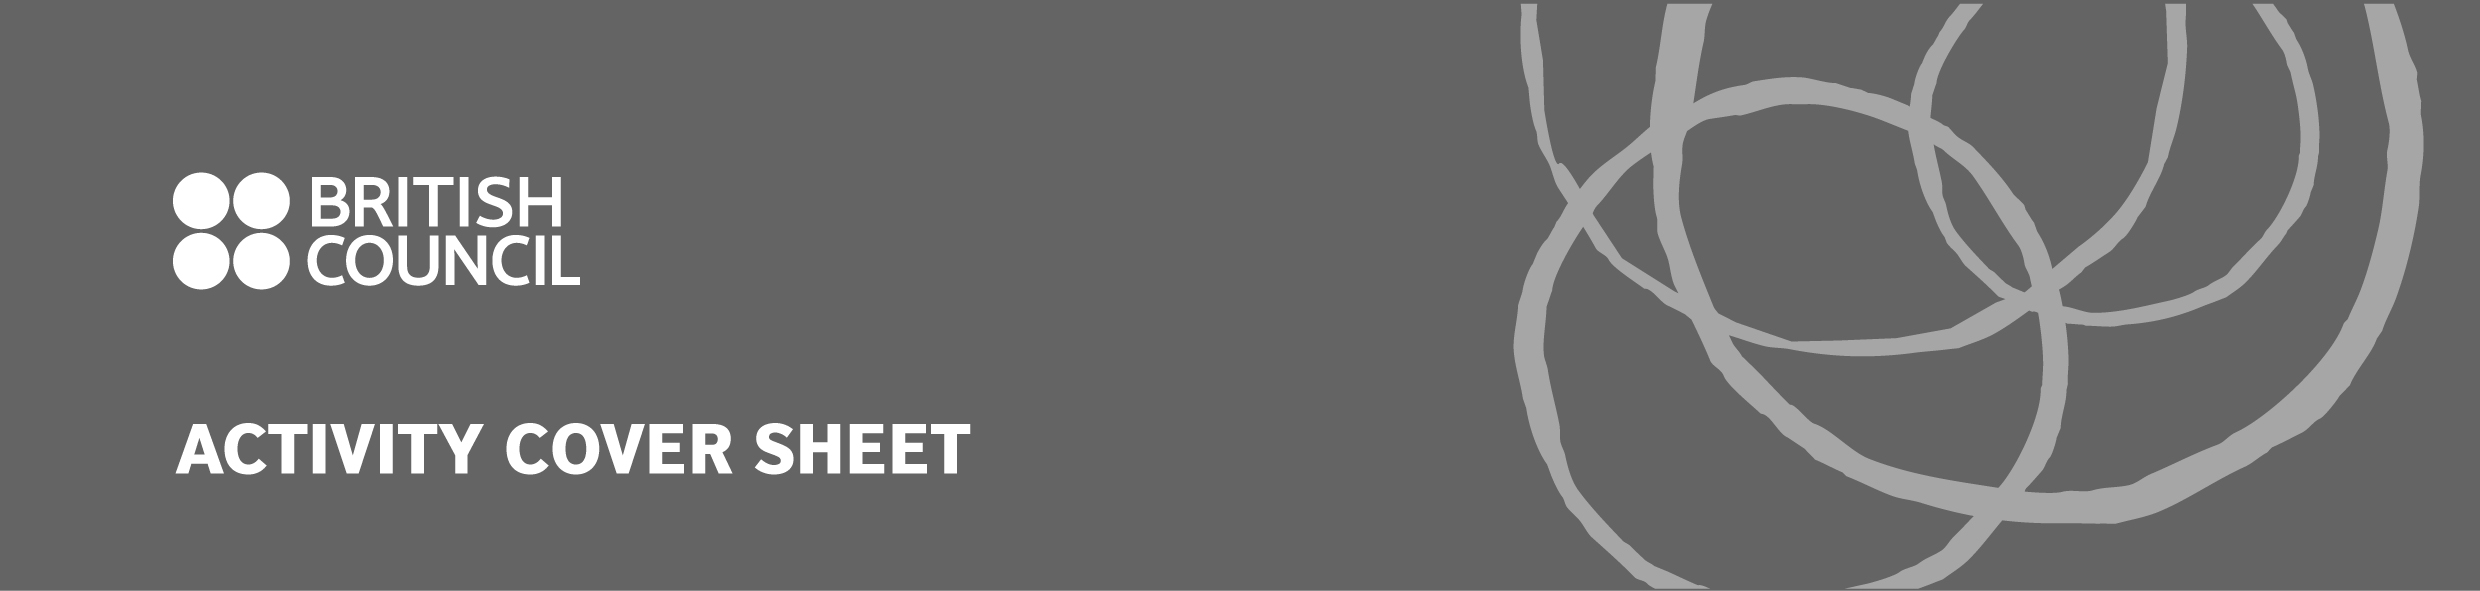 BRITISH
COUNCIL
ACTIVITY COVER SHEET